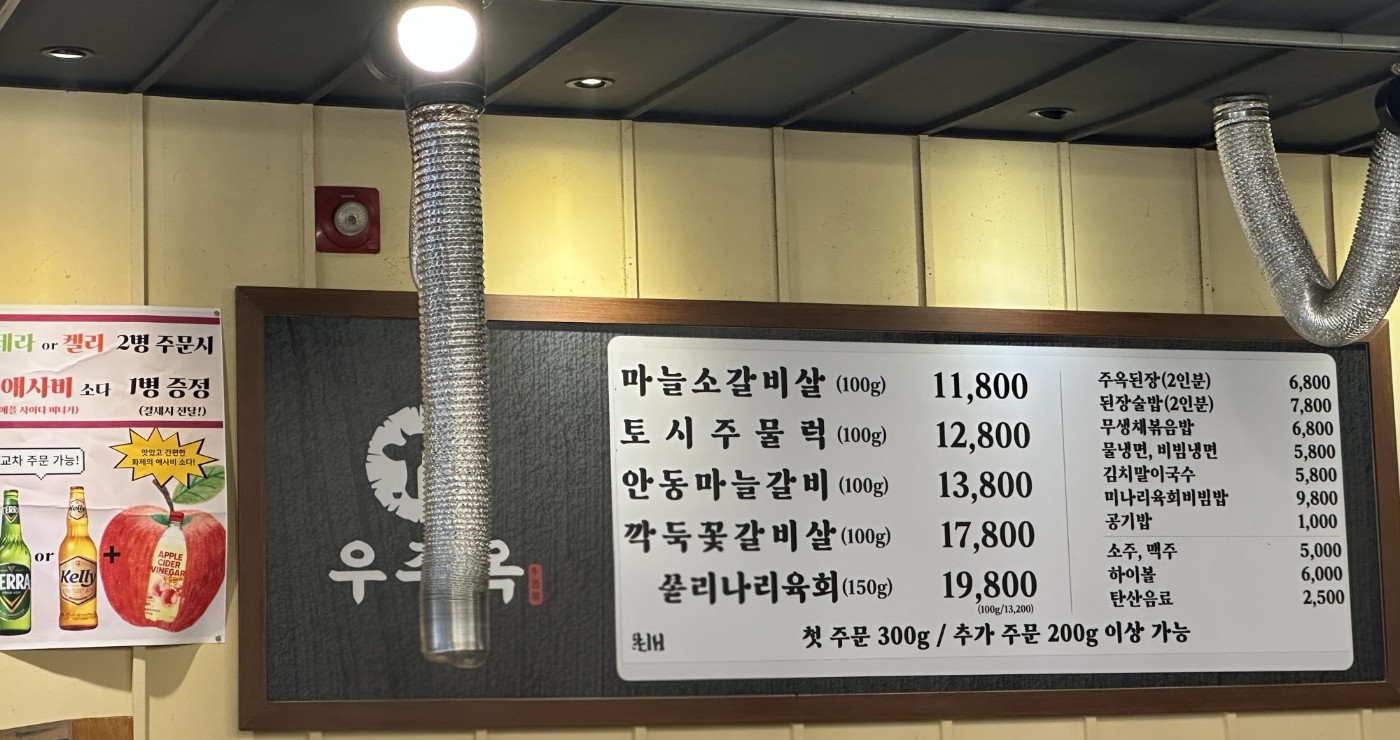 테라 or 켈리 2병 주문시
애사비 소다 1병 증정
(결제시 전달!)
교차 주문 가능!
맛있고 간편한
화제의 애사비 소다!
TERRA
or
Kelly
Kelly
+
APPLE
CIDER
VINEGAR
마늘소갈비살 (100g) 11,800
토시주물럭 (100g) 12,800
안동마늘갈비 (100g) 13,800
깍둑꽃갈비살 (100g) 17,800
쏠리나리육회(150g) 19,800
(100g/13,200)
첫 주문 300g / 추가 주문 200g 이상 가능
주옥된장(2인분) 6,800
된장술밥(2인분) 7,800
무생채볶음밥 6,800
물냉면, 비빔냉면 5,800
김치말이국수 5,800
미나리육회비빔밥 9,800
공기밥 1,000
소주, 맥주 5,000
하이볼 6,000
탄산음료 2,500